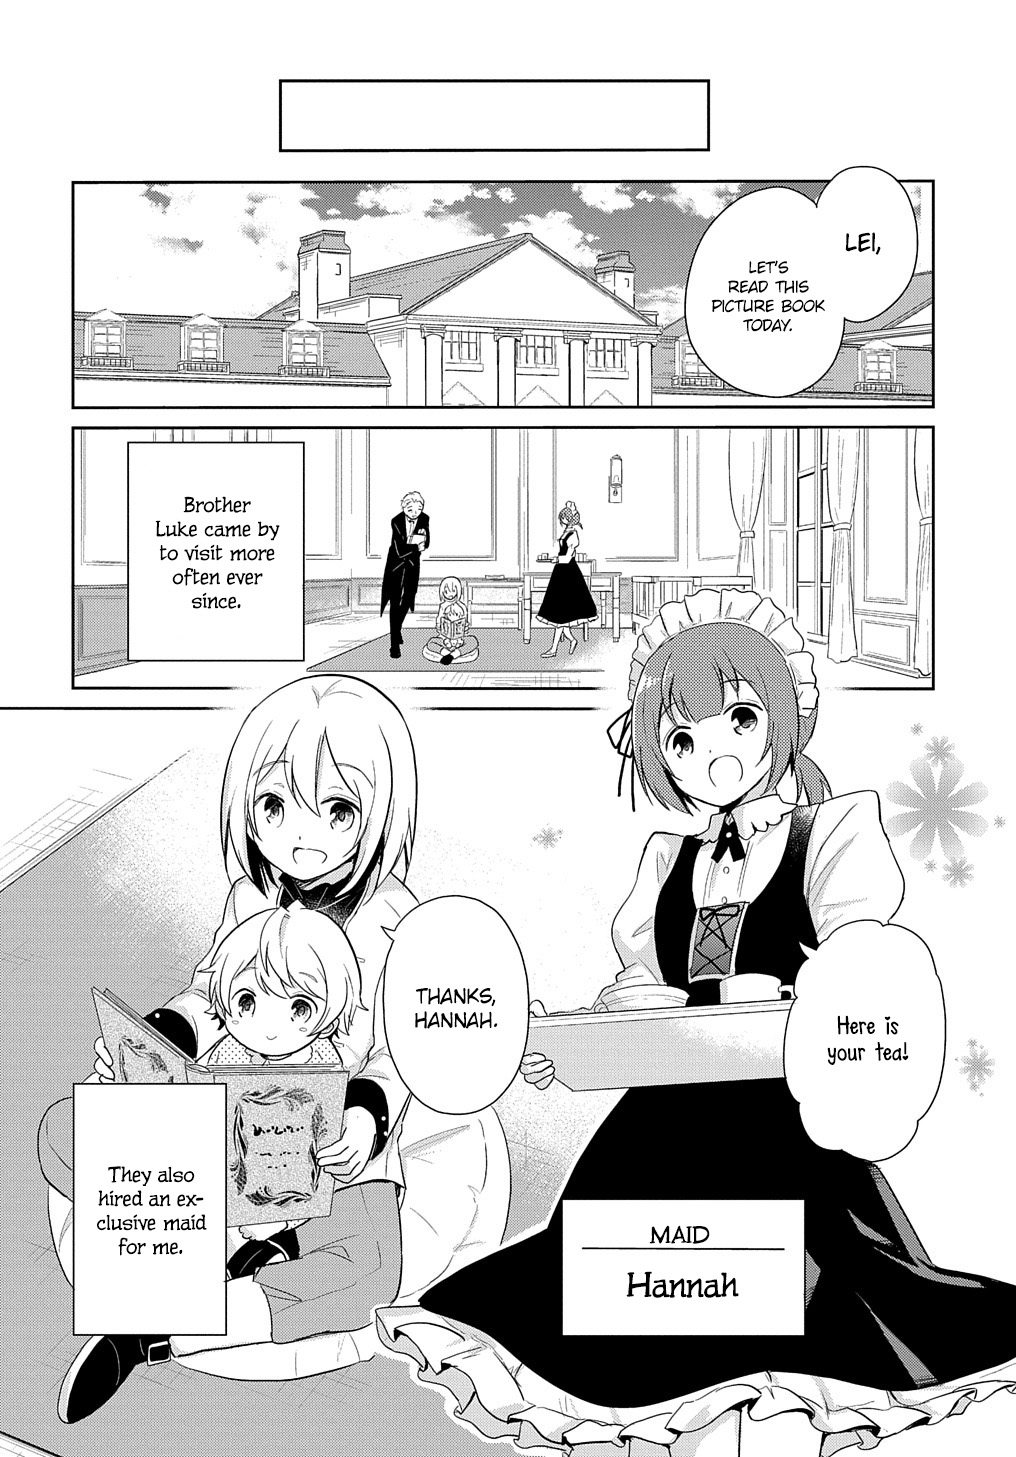 LEI,
LET'S
READ THIS
PICTURE BOOK
TODAY.
Brother
Luke came by
to visit more
often ever
since.
THANKS,
HANNAH.
Here is
your tea!
They also
hired an ex-
clusive maid
for me.
MAID
Hannah